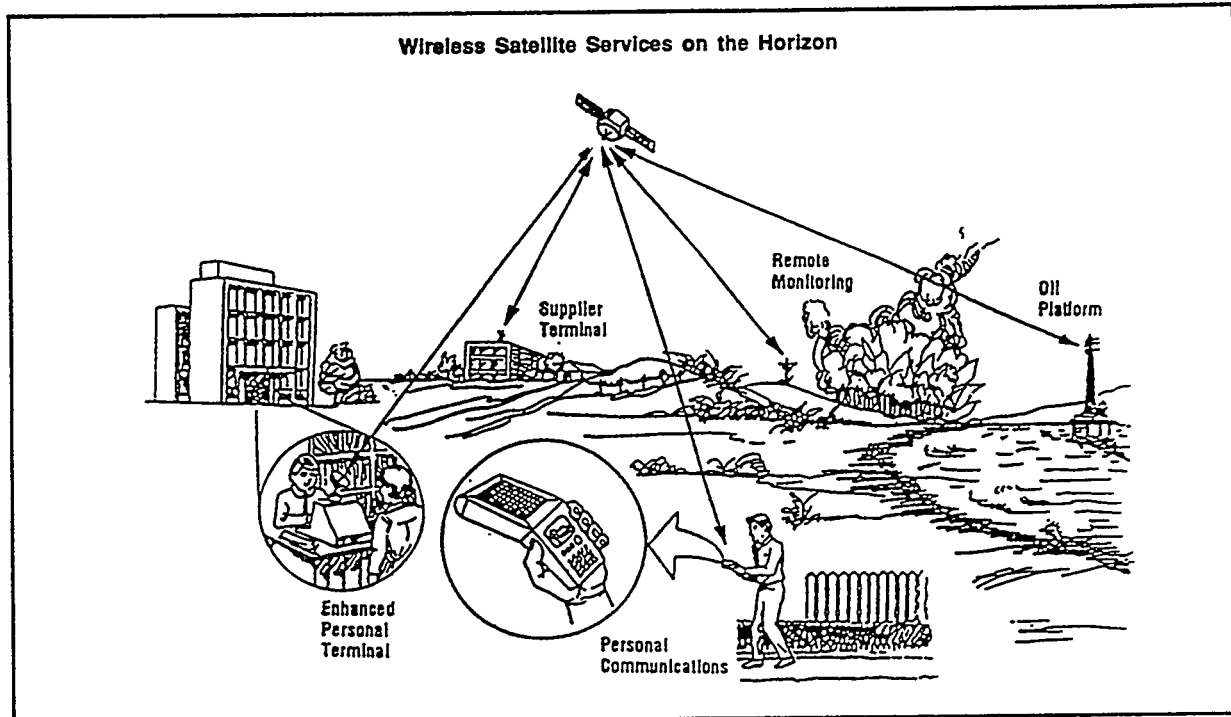 Wireless Satellite Services on the Horizon
Remote
Monitoring
Oil
Platform
Supplier
Terminal
Enhanced
Personal
Terminal
Personal
Communications